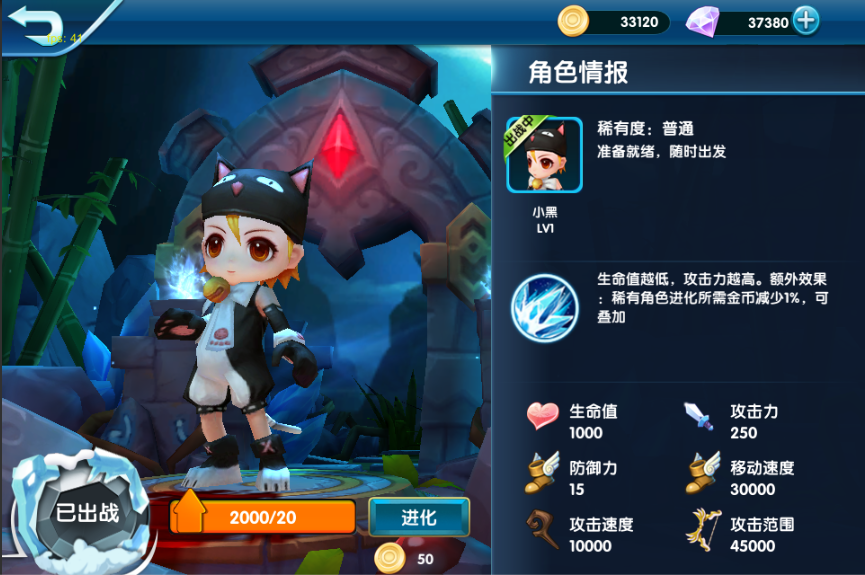 fps: 41
33120
37380
角色情报
出战中
稀有度：普通
准备就绪，随时出发
小黑
LV1
生命值越低，攻击力越高。额外效果
：稀有角色进化所需金币减少1%，可
叠加
生命值
1000
攻击力
250
防御力
15
移动速度
30000
攻击速度
10000
攻击范围
45000
已出战
2000/20
进化
50